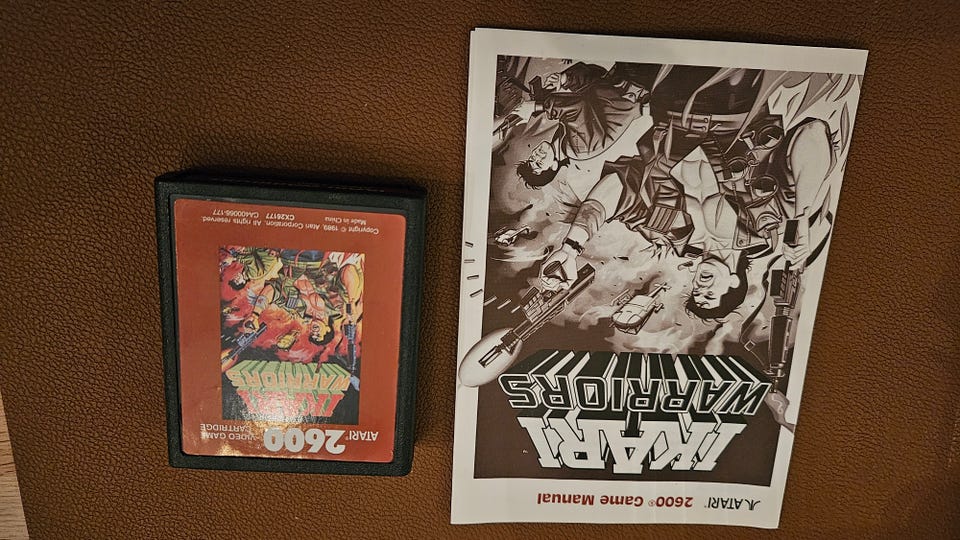 ATARI® 2600
VIDEO GAME
CARTRIDGE
IKARI
WARRIORS
CX26177 CA400066-177
Made in China
Copyright © 1989, Atari Corporation. All rights reserved.
ATARI® 2600® Game Manual
IKARI™
WARRIORS